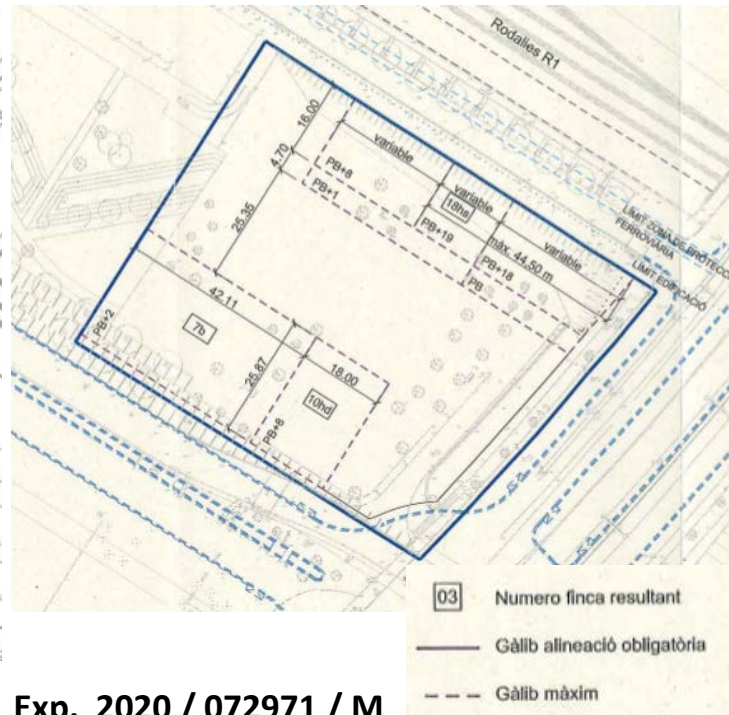 Rodalies R1
16.00
variable
4.70
PB+8
variable
PB+1
18hs
variable
25.35
PB+19
màx. 44,50 m
PB+18
PB
LÍMIT ZONA DE PROTECCIÓ
FERROVIÀRIA
LÍMIT EDIFICACIÓ
42.11
PB+2
7b
25.87
18.00
10hd
PB+8
03 Numero finca resultant
Gàlib alineació obligatòria
Gàlib màxim
Exp. 2020 / 072971 / M